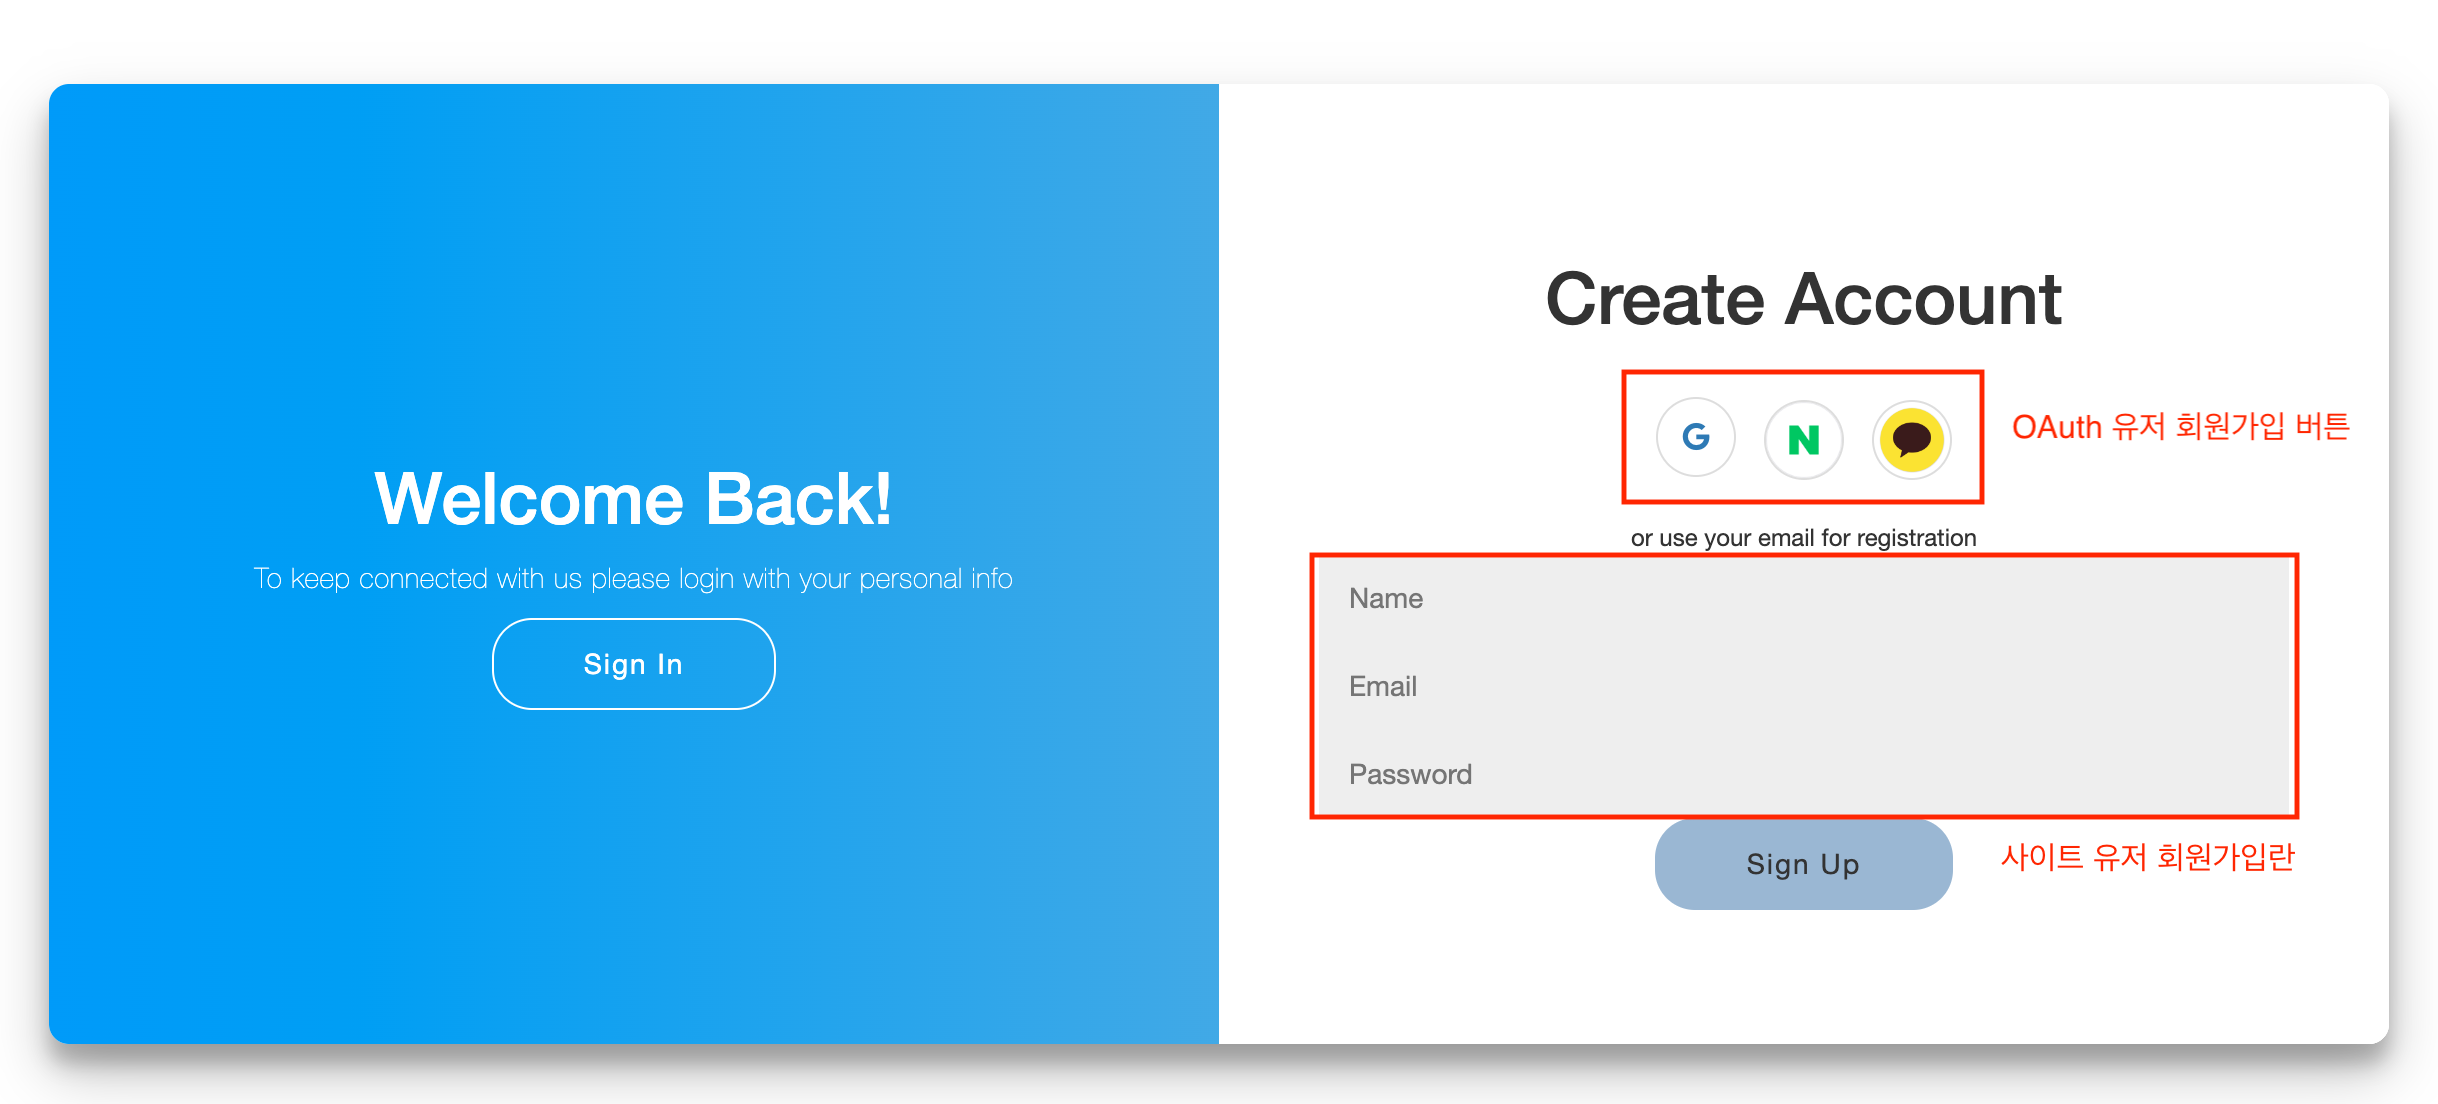 Welcome Back!
To keep connected with us please login with your personal info
Sign In
Create Account
G N
OAuth 유저 회원가입 버튼
or use your email for registration
Name
Email
Password
Sign Up
사이트 유저 회원가입란